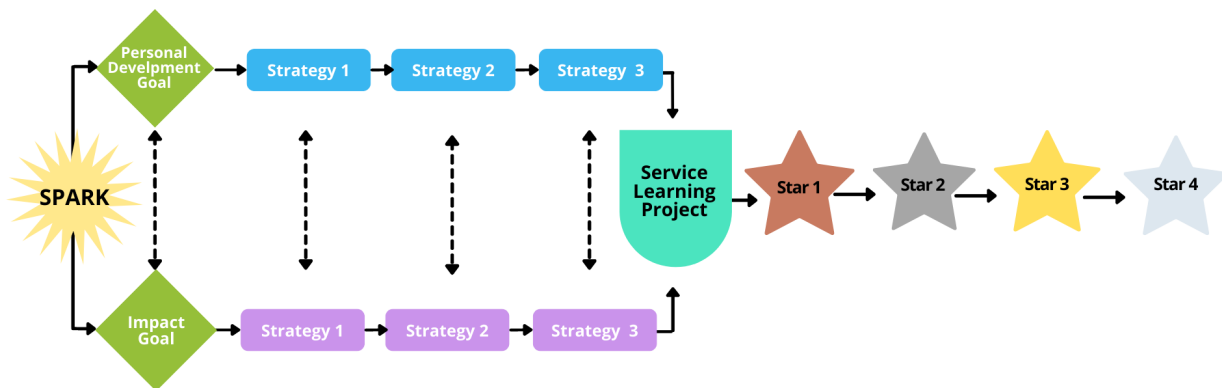 Personal
Develpment
Goal
Strategy 1
Strategy 2
Strategy 3
SPARK
Service
Learning
Project
Star 1
Star 2
Star 3
Star 4
Impact
Goal
Strategy 1
Strategy 2
Strategy 3